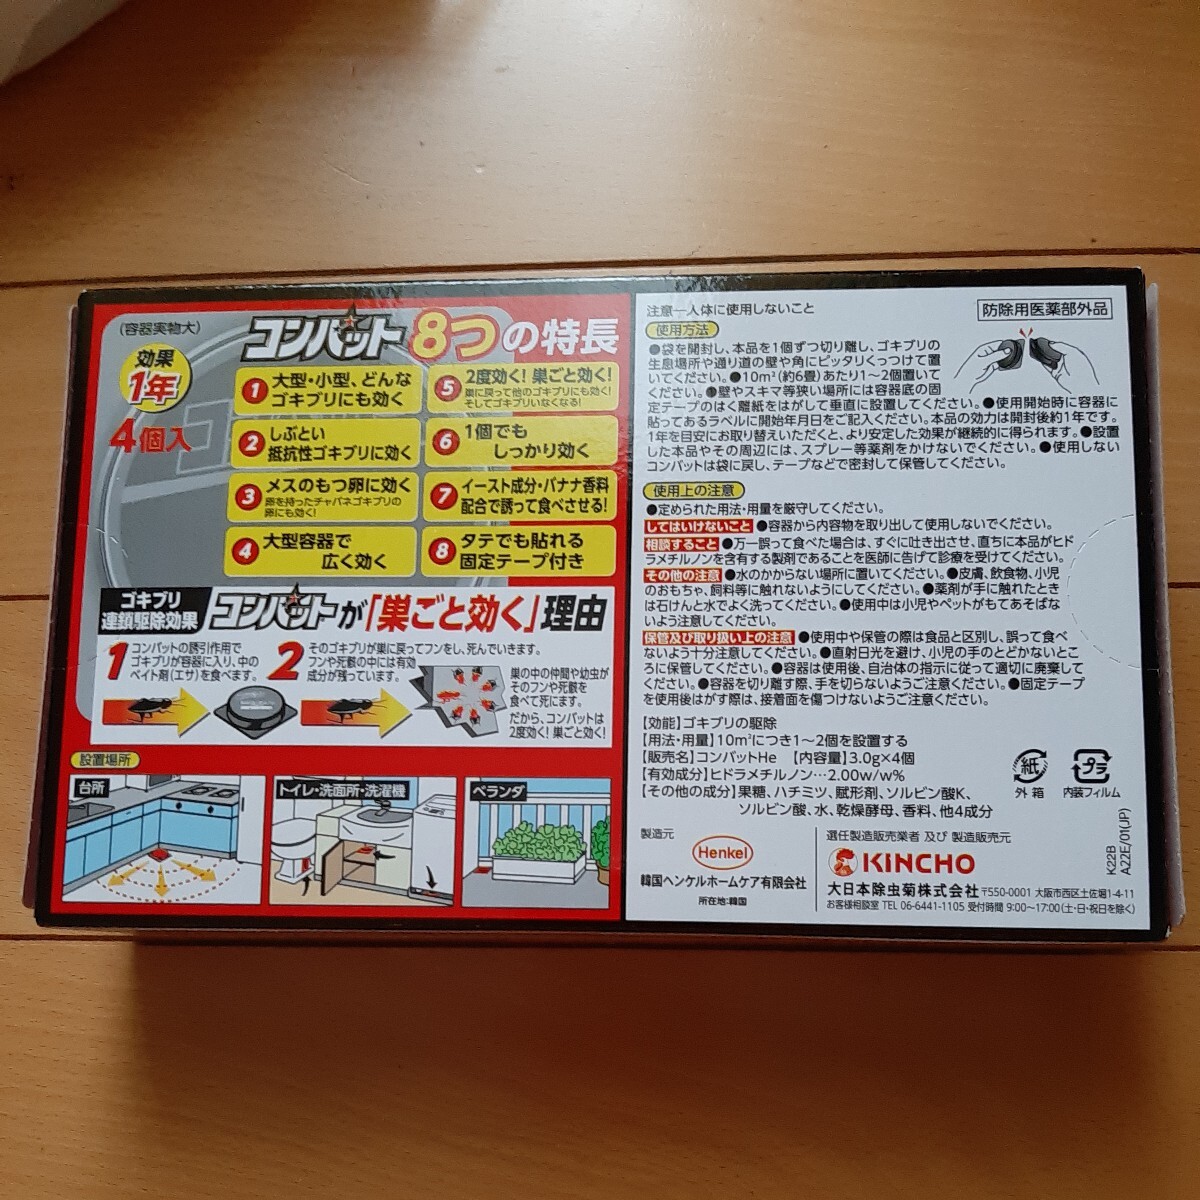 (容器実物大)
効果
1年
4個入
コンバット 8つの特長
1 大型・小型、どんな
ゴキブリにも効く
2 しぶとい
抵抗性ゴキブリに効く
3 メスのもつ卵に効く
卵を持ったチャバネゴキブリの
卵にも効く!
4 大型容器で
広く効く
5 2度効く! 巣ごと効く!
巣に戻って他のゴキブリにも効く!
そしてゴキブリいなくなる!
6 1個でも
しっかり効く
7 イースト成分・バナナ香料
配合で誘って食べさせる!
8 タテでも貼れる
固定テープ付き
ゴキブリ
連鎖駆除効果
コンバットが「巣ごと効く」理由
1 コンバットの誘引作用で
ゴキブリが容器に入り、中の
ベイト剤(エサ)を食べます。
2 そのゴキブリが巣に戻ってフンをし、死んでいきます。
フンや死骸の中には有効
成分が残っています。
巣の中の仲間や幼虫が
そのフンや死骸を
食べて死にます。
だから、コンバットは
2度効く! 巣ごと効く!
設置場所
台所
トイレ・洗面所・洗濯機
ベランダ
注意―人体に使用しないこと
防除用医薬部外品
使用方法
●袋を開封し、本品を1個ずつ切り離し、ゴキブリの
生息場所や通り道の壁や角にピッタリくっつけて置
いてください。●10m²(約6畳)あたり1〜2個置いて
ください。●壁やスキマ等狭い場所には容器底の固
定テープのはく離紙をはがして垂直に設置してください。●使用開始時に容器に
貼ってあるラベルに開始年月日をご記入ください。本品の効力は開封後約1年です。
1年を目安にお取り替えいただくと、より安定した効果が継続的に得られます。●設置
した本品やその周辺には、スプレー等薬剤をかけないでください。●使用しない
コンバットは袋に戻し、テープなどで密封して保管してください。
使用上の注意
●定められた用法・用量を厳守してください。
してはいけないこと ●容器から内容物を取り出して使用しないでください。
相談すること ●万一誤って食べた場合は、すぐに吐き出させ、直ちに本品がヒド
ラメチルノンを含有する製剤であることを医師に告げて診療を受けてください。
その他の注意 ●水のかからない場所に置いてください。●皮膚、飲食物、小児
のおもちゃ、飼料等に触れないようにしてください。●薬剤が手に触れたとき
は石けんと水でよく洗ってください。●使用中は小児やペットがもてあそばな
いよう注意してください。
保管及び取り扱い上の注意 ●使用中や保管の際は食品と区別し、誤って食べ
ないよう十分注意してください。●直射日光を避け、小児の手のとどかないとこ
ろに保管してください。●容器は使用後、自治体の指示に従って適切に廃棄して
ください。●容器を切り離す際、手を切らないようご注意ください。●固定テープ
を使用後はがす際は、接着面を傷つけないようご注意ください。
【効能】ゴキブリの駆除
【用法・用量】10m²につき1〜2個を設置する
【販売名】コンバットHe 【内容量】3.0g×4個
【有効成分】ヒドラメチルノン…2.00w/w%
【その他の成分】果糖、ハチミツ、賦形剤、ソルビン酸K、
ソルビン酸、水、乾燥酵母、香料、他4成分
紙
外箱
プラ
内装フィルム
製造元
Henkel
韓国ヘンケルホームケア有限会社
所在地:韓国
選任製造販売業者 及び 製造販売元
KINCHO
大日本除虫菊株式会社 〒550-0001 大阪市西区土佐堀1-4-11
お客様相談室 TEL 06-6441-1105 受付時間 9:00〜17:00(土・日・祝日を除く)
K22B
A22E/01(JP)